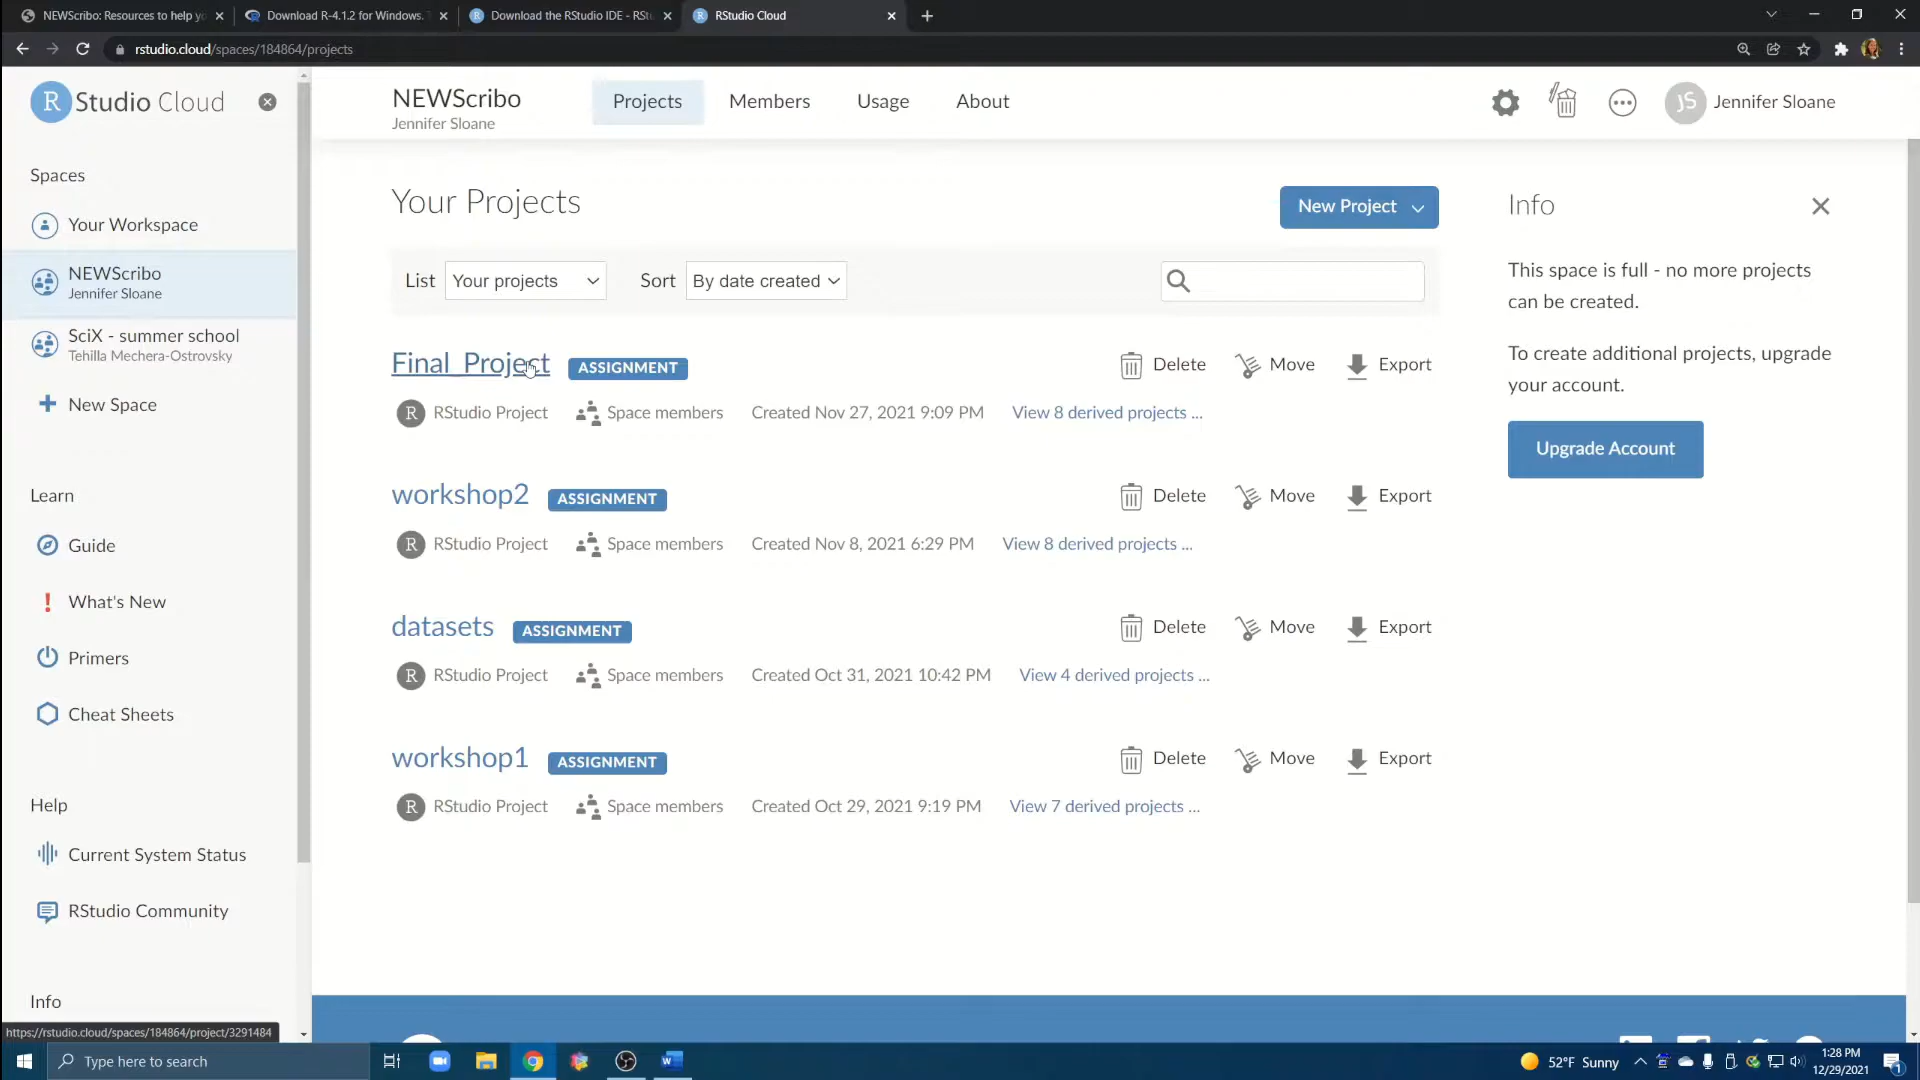 NEWScribo: Resources to help yo
Download R-4.1.2 for Windows. T
Download the RStudio IDE - RStu
RStudio Cloud
rstudio.cloud/spaces/184864/projects
R Studio Cloud
NEWScribo
Jennifer Sloane
Projects
Members
Usage
About
JS
Jennifer Sloane
Spaces
Your Workspace
NEWScribo
Jennifer Sloane
SciX - summer school
Tehilla Mechera-Ostrovsky
New Space
Learn
Guide
What's New
Primers
Cheat Sheets
Help
Current System Status
RStudio Community
Info
https://rstudio.cloud/spaces/184864/project/3291484
Your Projects
New Project
List Your projects Sort By date created
Final_Project ASSIGNMENT Delete Move Export
R RStudio Project Space members Created Nov 27, 2021 9:09 PM View 8 derived projects ...
workshop2 ASSIGNMENT Delete Move Export
R RStudio Project Space members Created Nov 8, 2021 6:29 PM View 8 derived projects ...
datasets ASSIGNMENT Delete Move Export
R RStudio Project Space members Created Oct 31, 2021 10:42 PM View 4 derived projects ...
workshop1 ASSIGNMENT Delete Move Export
R RStudio Project Space members Created Oct 29, 2021 9:19 PM View 7 derived projects ...
Info
This space is full - no more projects
can be created.
To create additional projects, upgrade
your account.
Upgrade Account
Type here to search
52°F Sunny
1:28 PM
12/29/2021
1